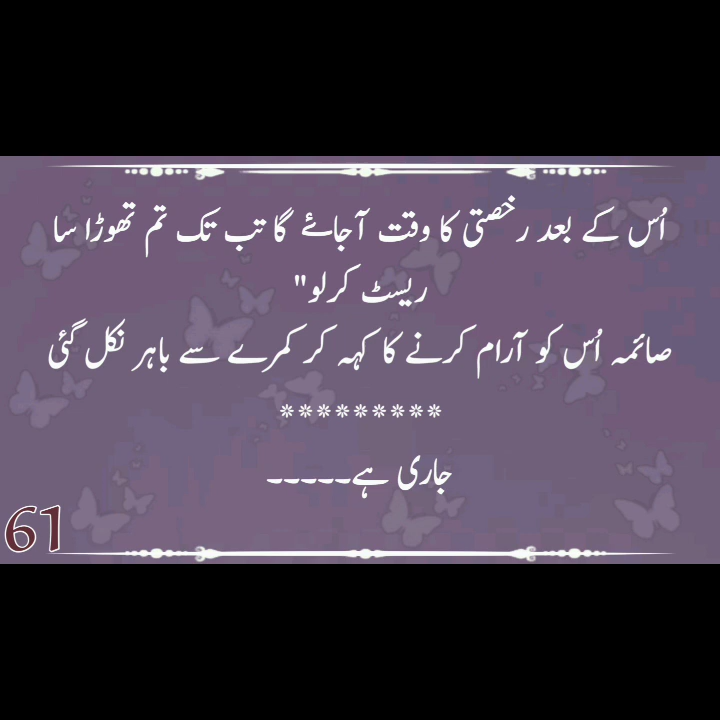 اُس کے بعد رخصتی کا وقت آجائے گا تب تک تم تھوڑا سا
ریسٹ کرلو"
صائمہ اُس کو آرام کرنے کا کہہ کر کمرے سے باہر نکل گئی
*********
جاری ہے-----
61